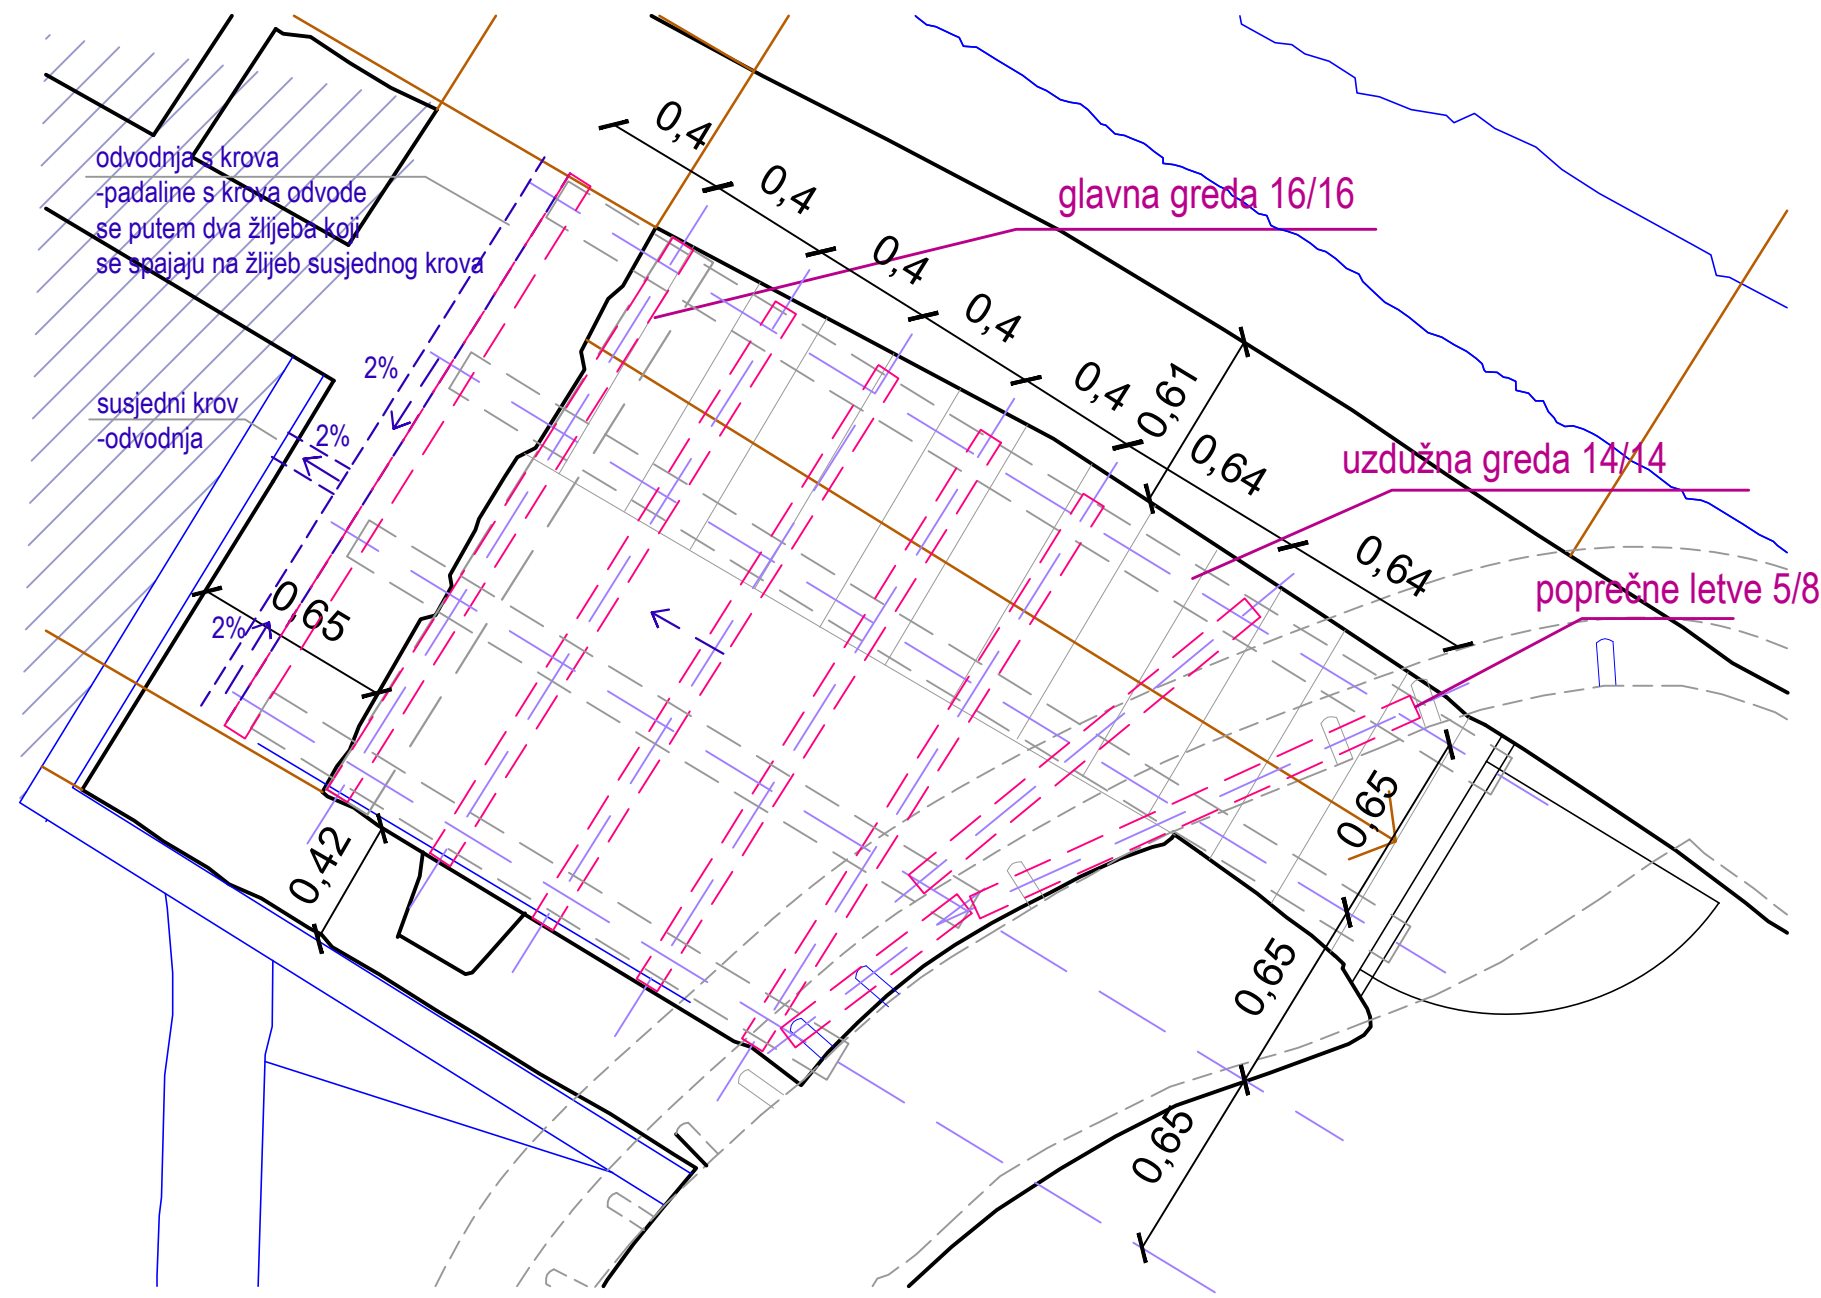 odvodnja s krova
-padaline s krova odvode
se putem dva žlijeba koji
se spajaju na žlijeb susjednog krova
susjedni krov
-odvodnja
2%
2%
2%
glavna greda 16/16
uzdužna greda 14/14
poprečne letve 5/8
0,4
0,4
0,4
0,4
0,4
0,61
0,64
0,64
0,65
0,42
0,65
0,65
0,65